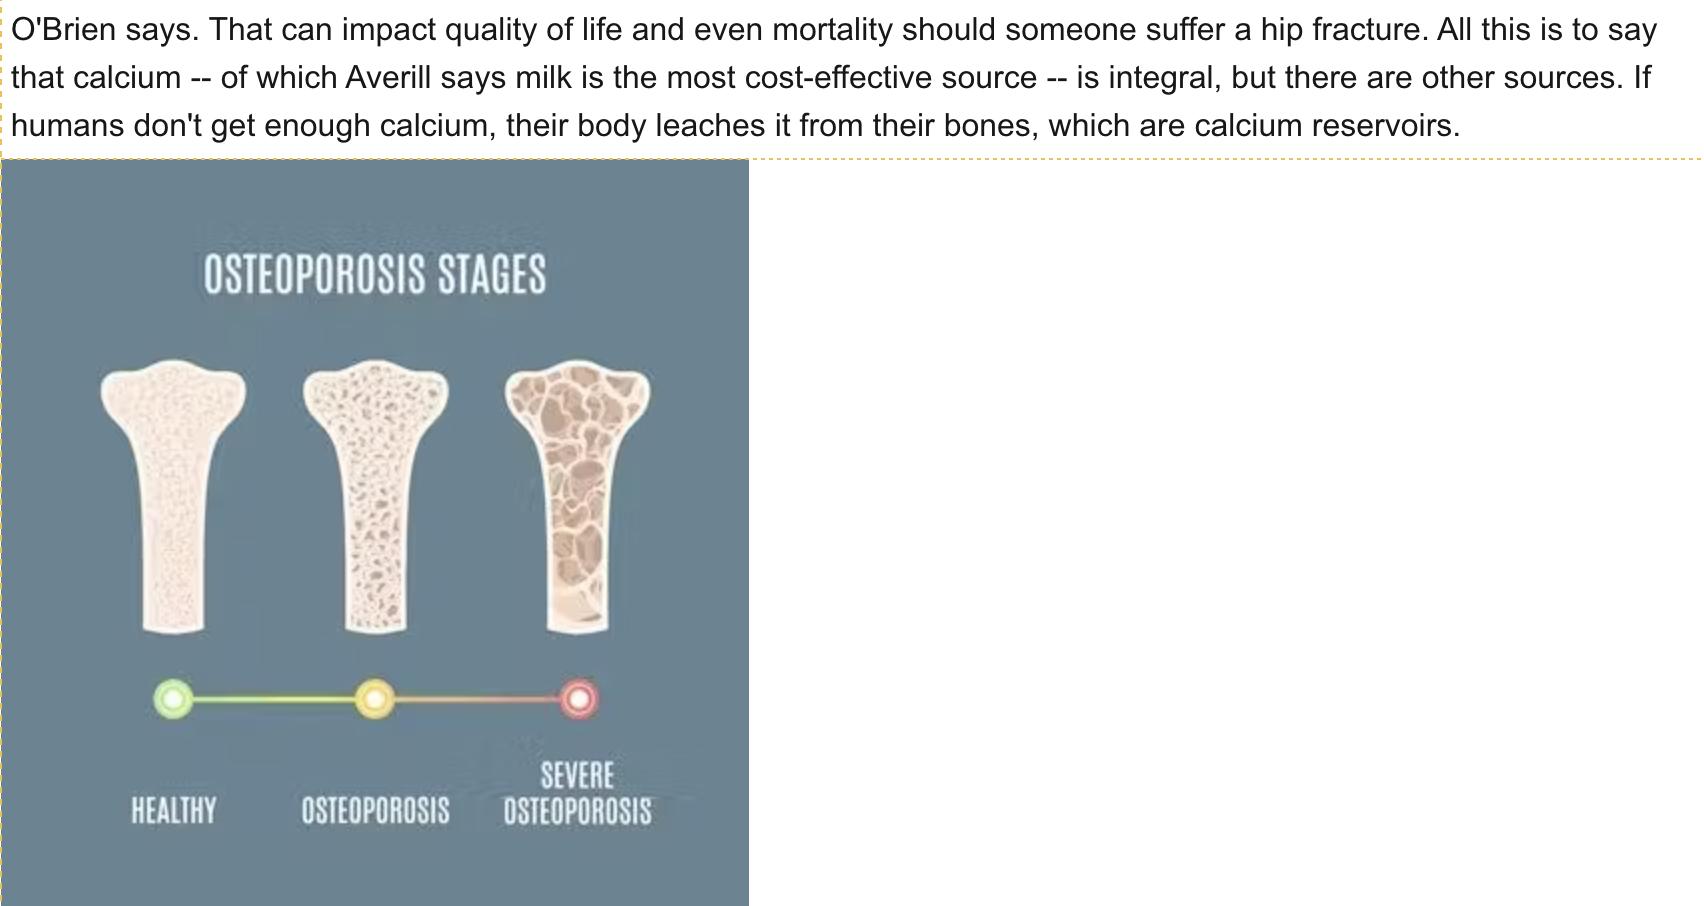 O'Brien says. That can impact quality of life and even mortality should someone suffer a hip fracture. All this is to say
that calcium -- of which Averill says milk is the most cost-effective source -- is integral, but there are other sources. If
humans don't get enough calcium, their body leaches it from their bones, which are calcium reservoirs.
OSTEOPOROSIS STAGES
HEALTHY
OSTEOPOROSIS
SEVERE
OSTEOPOROSIS